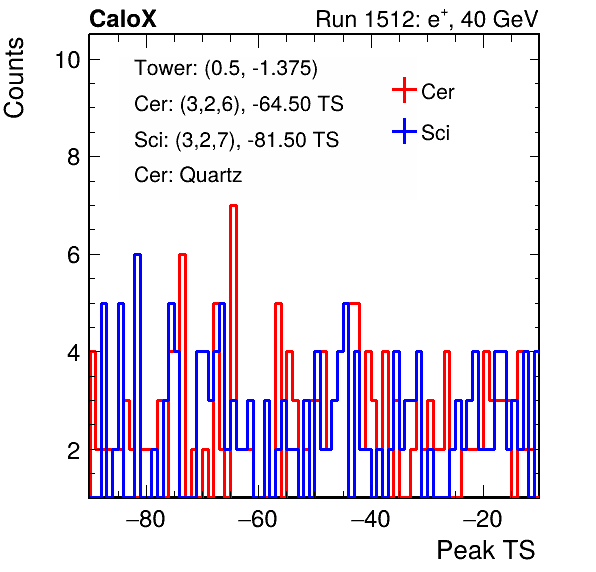 CaloX Run 1512: e⁺, 40 GeV
Counts
Tower: (0.5, -1.375)
Cer: (3,2,6), -64.50 TS
Sci: (3,2,7), -81.50 TS
Cer: Quartz
Cer
Sci
10
8
6
4
2
−80 −60 −40 −20
Peak TS